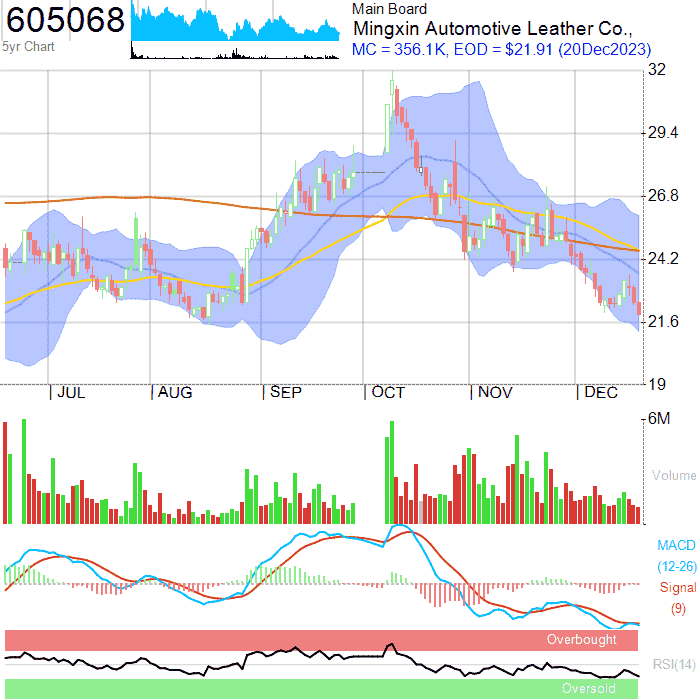 605068
5yr Chart
Main Board
Mingxin Automotive Leather Co.,
MC = 356.1K, EOD = $21.91 (20Dec2023)
32
29.4
26.8
24.2
21.6
19
JUL AUG SEP OCT NOV DEC
6M
Volume
MACD
(12-26)
Signal
(9)
Overbought
RSI(14)
Oversold